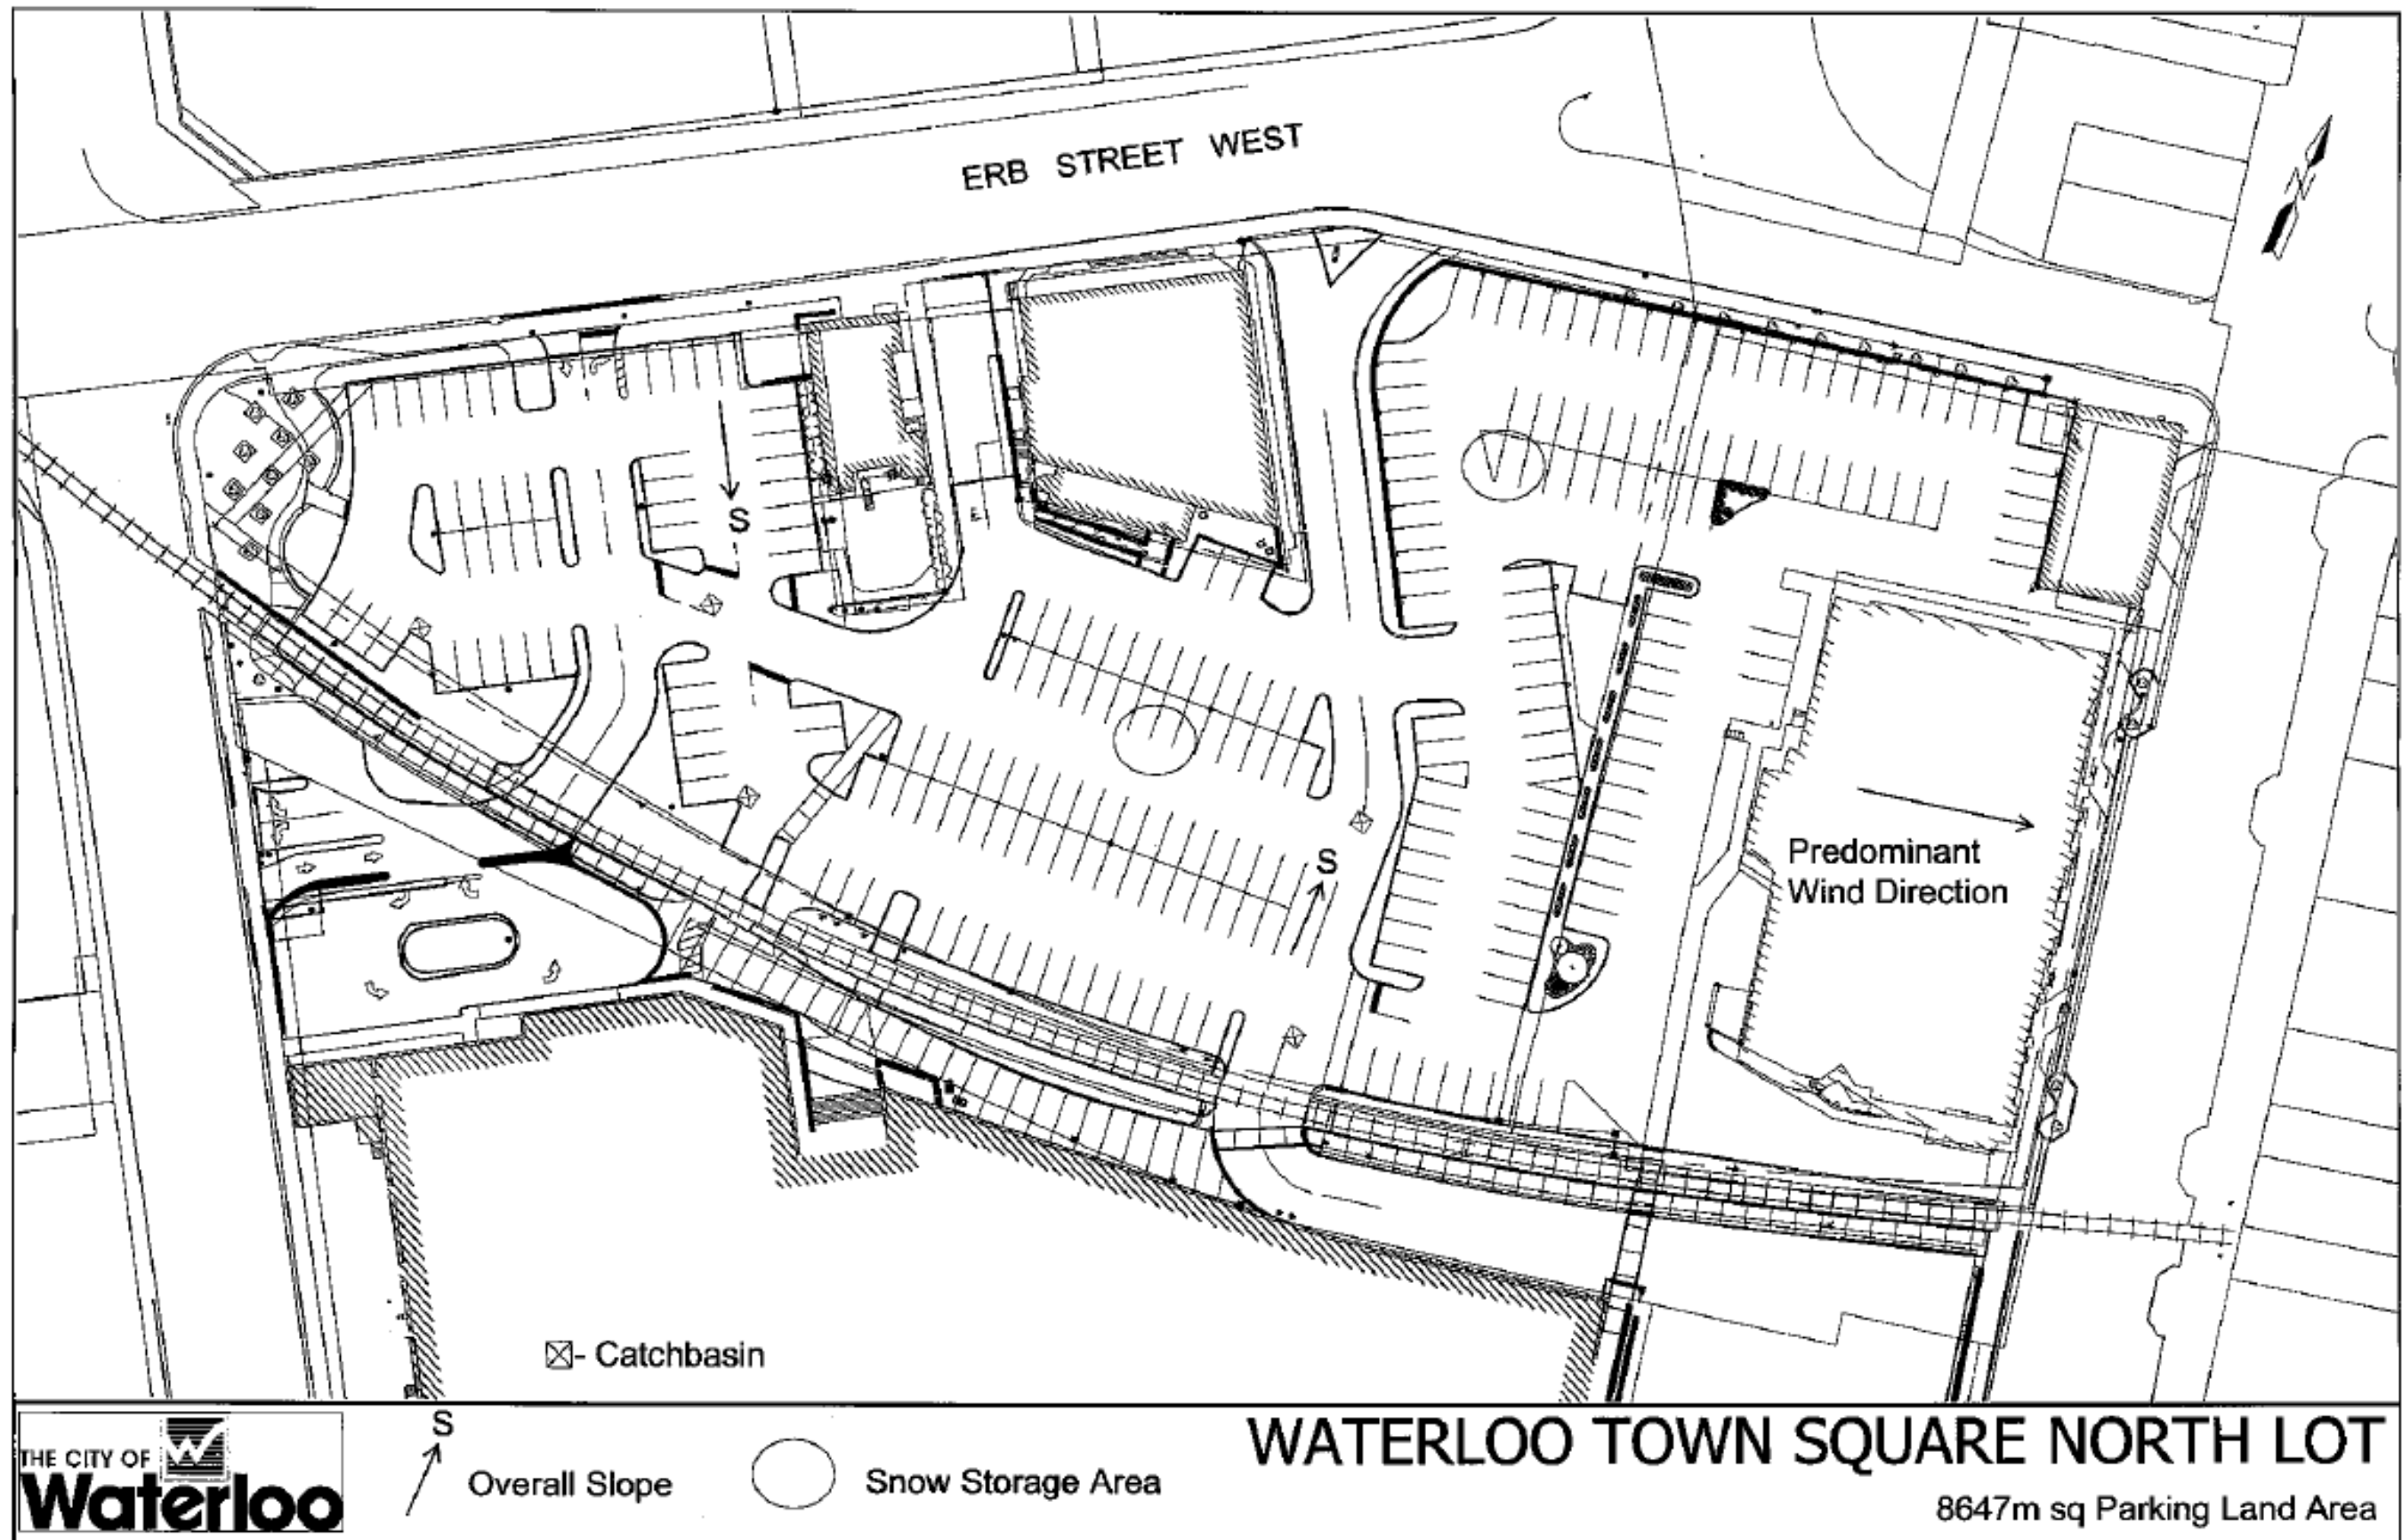 ERB STREET WEST
N
S
S
Predominant
Wind Direction
- Catchbasin
THE CITY OF
Waterloo
S
Overall Slope
Snow Storage Area
WATERLOO TOWN SQUARE NORTH LOT
8647m sq Parking Land Area